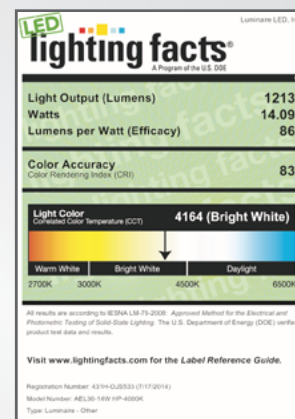 LED
Luminaire LED, I
lighting facts®
A Program of the U.S. DOE
Light Output (Lumens) 1213
Watts 14.09
Lumens per Watt (Efficacy) 86
Color Accuracy 83
Color Rendering Index (CRI)
Light Color
Correlated Color Temperature (CCT) 4164 (Bright White)
Warm White Bright White Daylight
2700K 3000K 4500K 6500K
All results are according to IESNA LM-79-2008: Approved Method for the Electrical and
Photometric Testing of Solid-State Lighting. The U.S. Department of Energy (DOE) verifie
product test data and results.
Visit www.lightingfacts.com for the Label Reference Guide.
Registration Number: (7/17/2014)
Model Number: HP-4000K
Type: Luminaire - Other